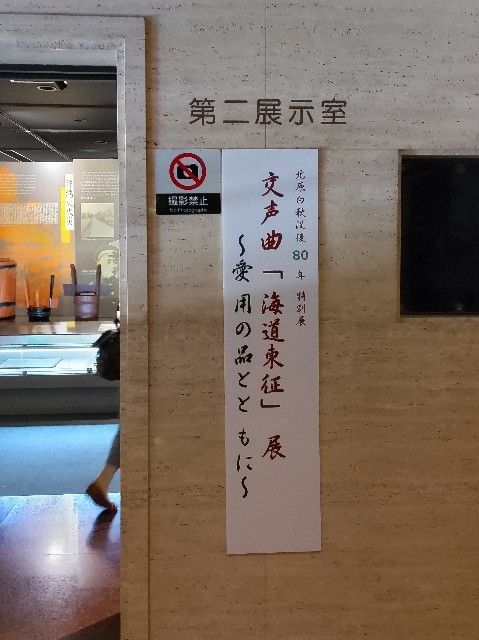 第二展示室
撮影禁止
No Photography
北原白秋没後80年 特別展
交声曲「海道東征」展
〜愛用の品とともに〜